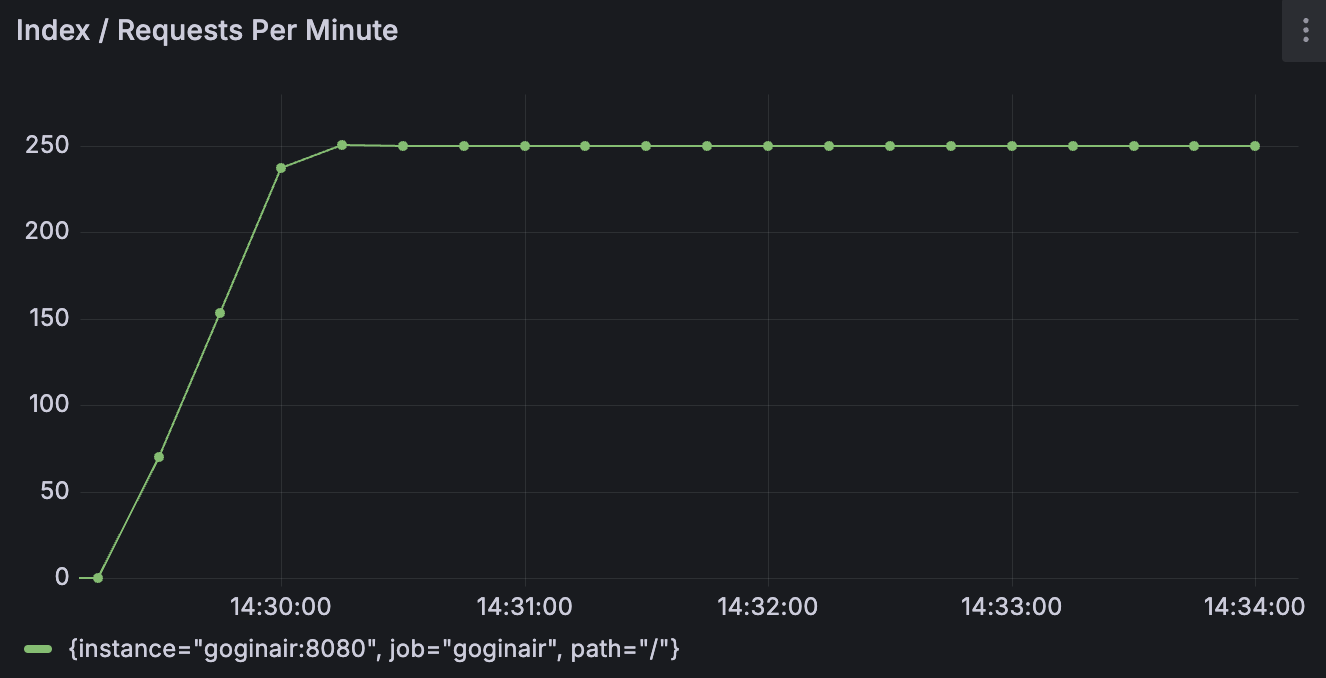 Index / Requests Per Minute
250
200
150
100
50
0
14:30:00 14:31:00 14:32:00 14:33:00 14:34:00
{instance="goginair:8080", job="goginair", path="/"}